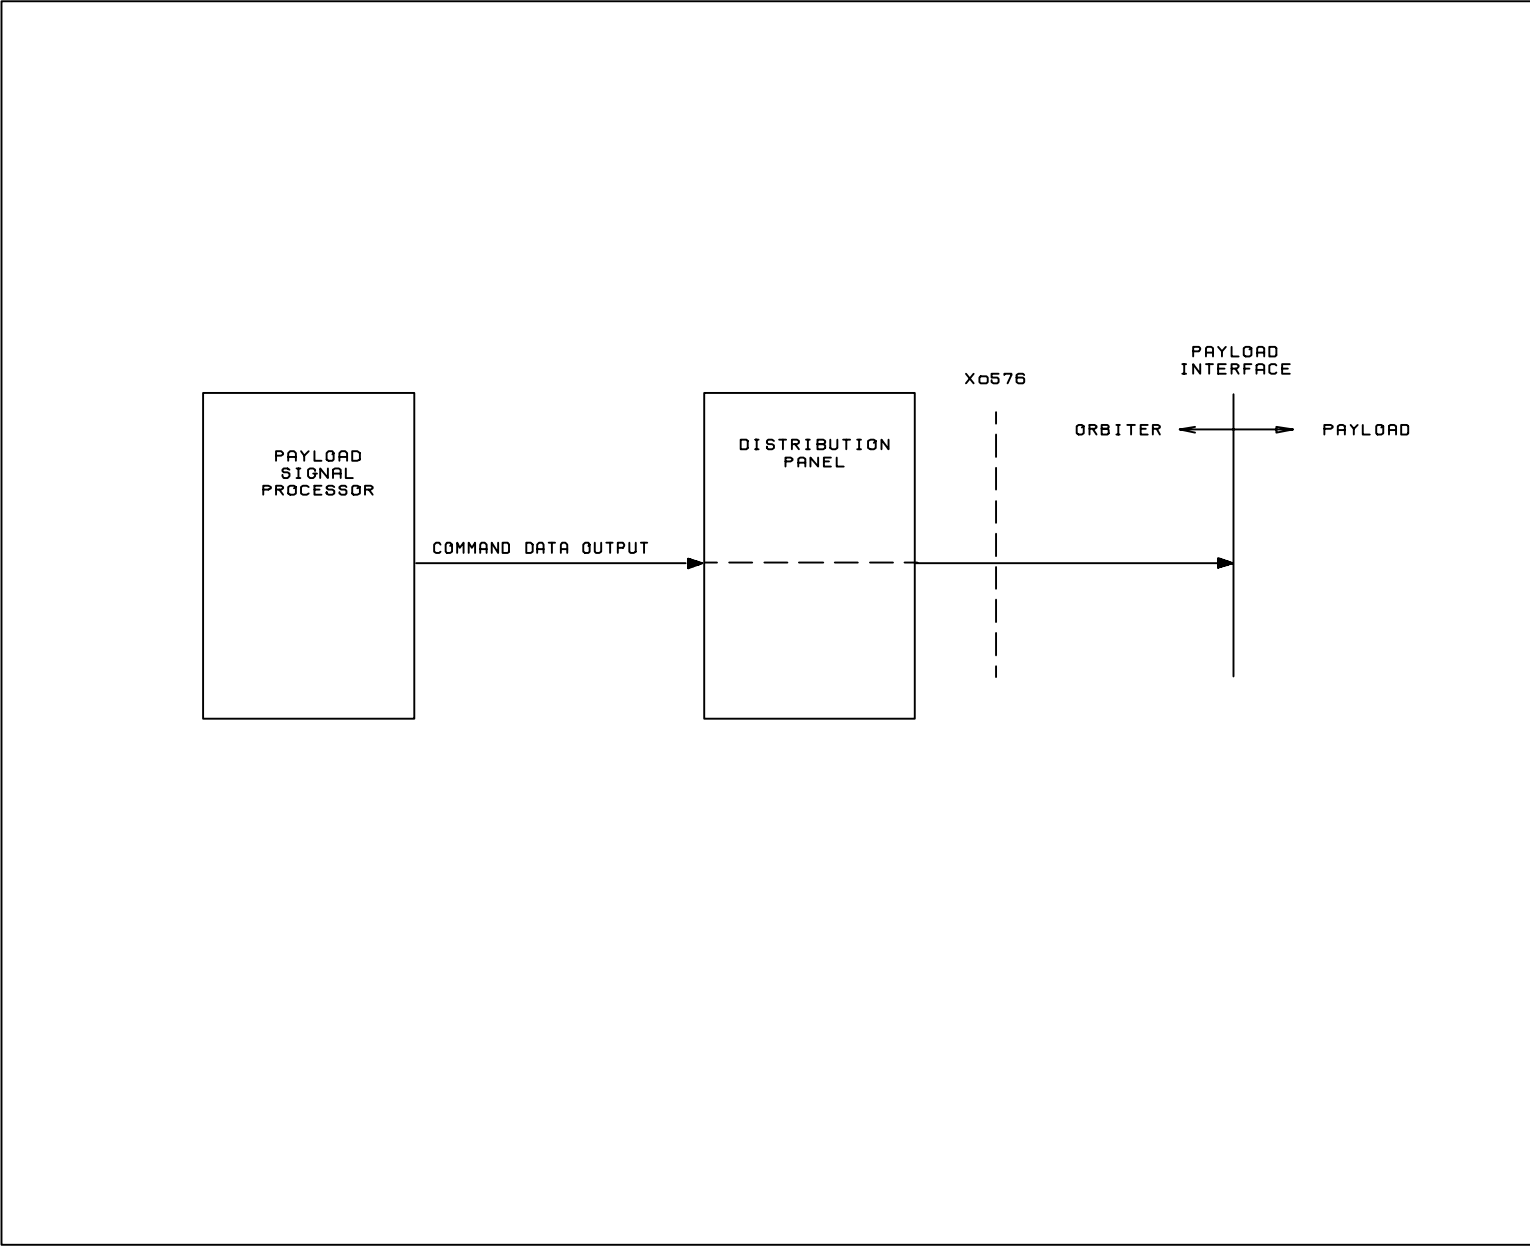 PAYLOAD
INTERFACE
Xo576
ORBITER
PAYLOAD
DISTRIBUTION
PANEL
PAYLOAD
SIGNAL
PROCESSOR
COMMAND DATA OUTPUT